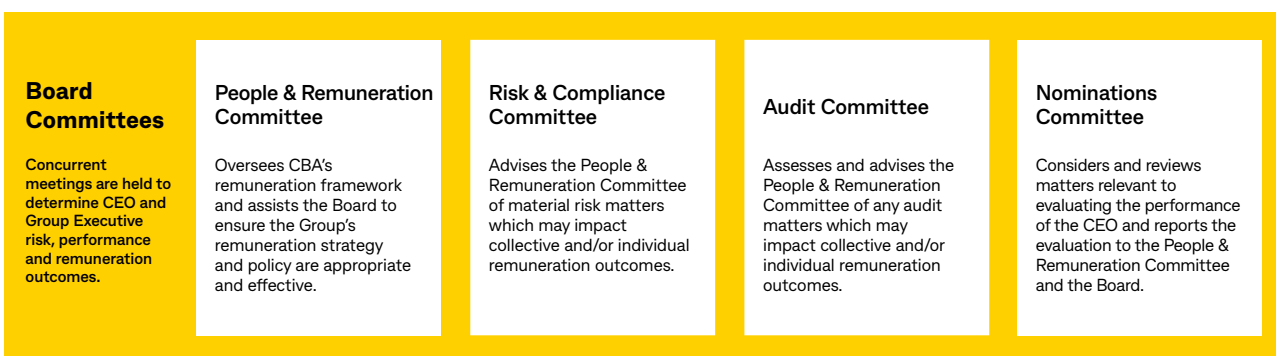 Board
Committees
Concurrent
meetings are held to
determine CEO and
Group Executive
risk, performance
and remuneration
outcomes.
People & Remuneration
Committee
Oversees CBA’s
remuneration framework
and assists the Board to
ensure the Group’s
remuneration strategy
and policy are appropriate
and effective.
Risk & Compliance
Committee
Advises the People &
Remuneration Committee
of material risk matters
which may impact
collective and/or individual
remuneration outcomes.
Audit Committee
Assesses and advises the
People & Remuneration
Committee of any audit
matters which may
impact collective and/or
individual remuneration
outcomes.
Nominations
Committee
Considers and reviews
matters relevant to
evaluating the performance
of the CEO and reports the
evaluation to the People &
Remuneration Committee
and the Board.